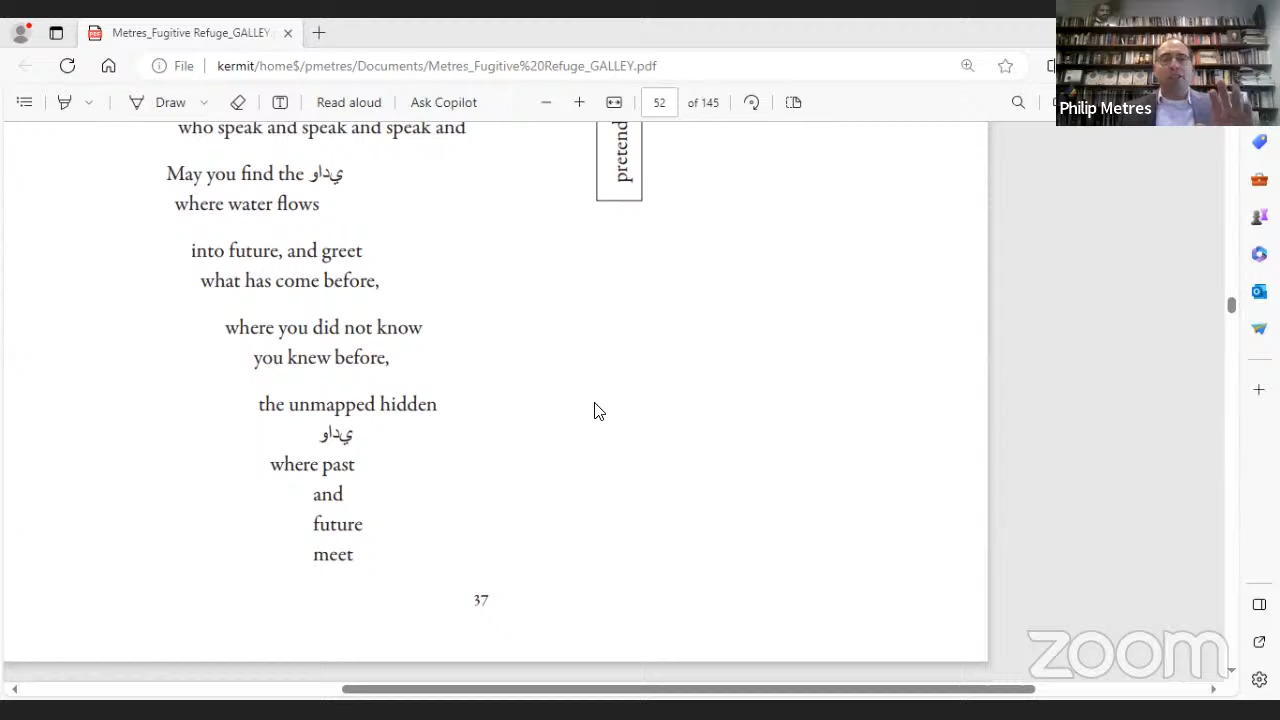 Metres_Fugitive Refuge_GALLEY.
File kermit/home$/pmetres/Documents/Metres_Fugitive%20Refuge_GALLEY.pdf
Draw Read aloud Ask Copilot 52 of 145
Philip Metres
who speak and speak and speak and
May you find the يداو
where water flows
into future, and greet
what has come before,
where you did not know
you knew before,
the unmapped hidden
يداو
where past
and
future
meet
37
pretend
zoom